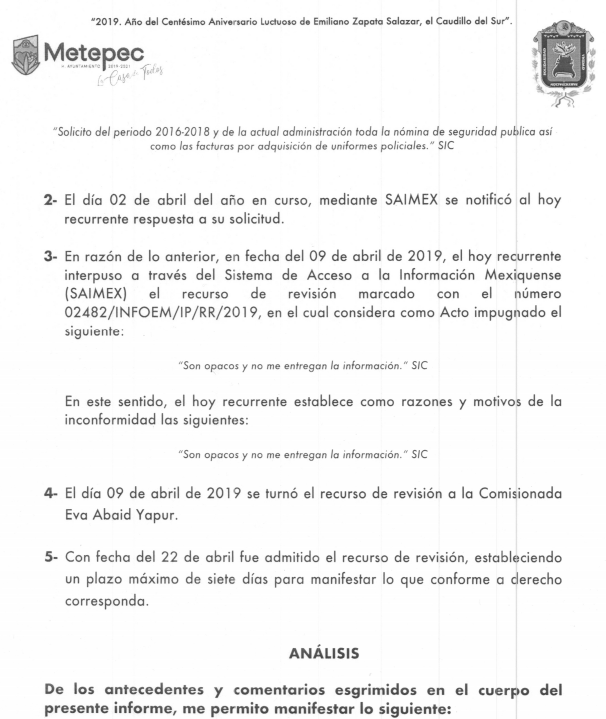 "2019. Año del Centésimo Aniversario Luctuoso de Emiliano Zapata Salazar, el Caudillo del Sur".
Metepec
H. AYUNTAMIENTO 2019-2021
La Casa de Todos
"Solicito del periodo 2016-2018 y de la actual administración toda la nómina de seguridad publica así
como las facturas por adquisición de uniformes policiales." SIC
2- El día 02 de abril del año en curso, mediante SAIMEX se notificó al hoy
recurrente respuesta a su solicitud.
3- En razón de lo anterior, en fecha del 09 de abril de 2019, el hoy recurrente
interpuso a través del Sistema de Acceso a la Información Mexiquense
(SAIMEX) el recurso de revisión marcado con el número
02482/INFOEM/IP/RR/2019, en el cual considera como Acto impugnado el
siguiente:
"Son opacos y no me entregan la información." SIC
En este sentido, el hoy recurrente establece como razones y motivos de la
inconformidad las siguientes:
"Son opacos y no me entregan la información." SIC
4- El día 09 de abril de 2019 se turnó el recurso de revisión a la Comisionada
Eva Abaid Yapur.
5- Con fecha del 22 de abril fue admitido el recurso de revisión, estableciendo
un plazo máximo de siete días para manifestar lo que conforme a derecho
corresponda.
ANÁLISIS
De los antecedentes y comentarios esgrimidos en el cuerpo del
presente informe, me permito manifestar lo siguiente: